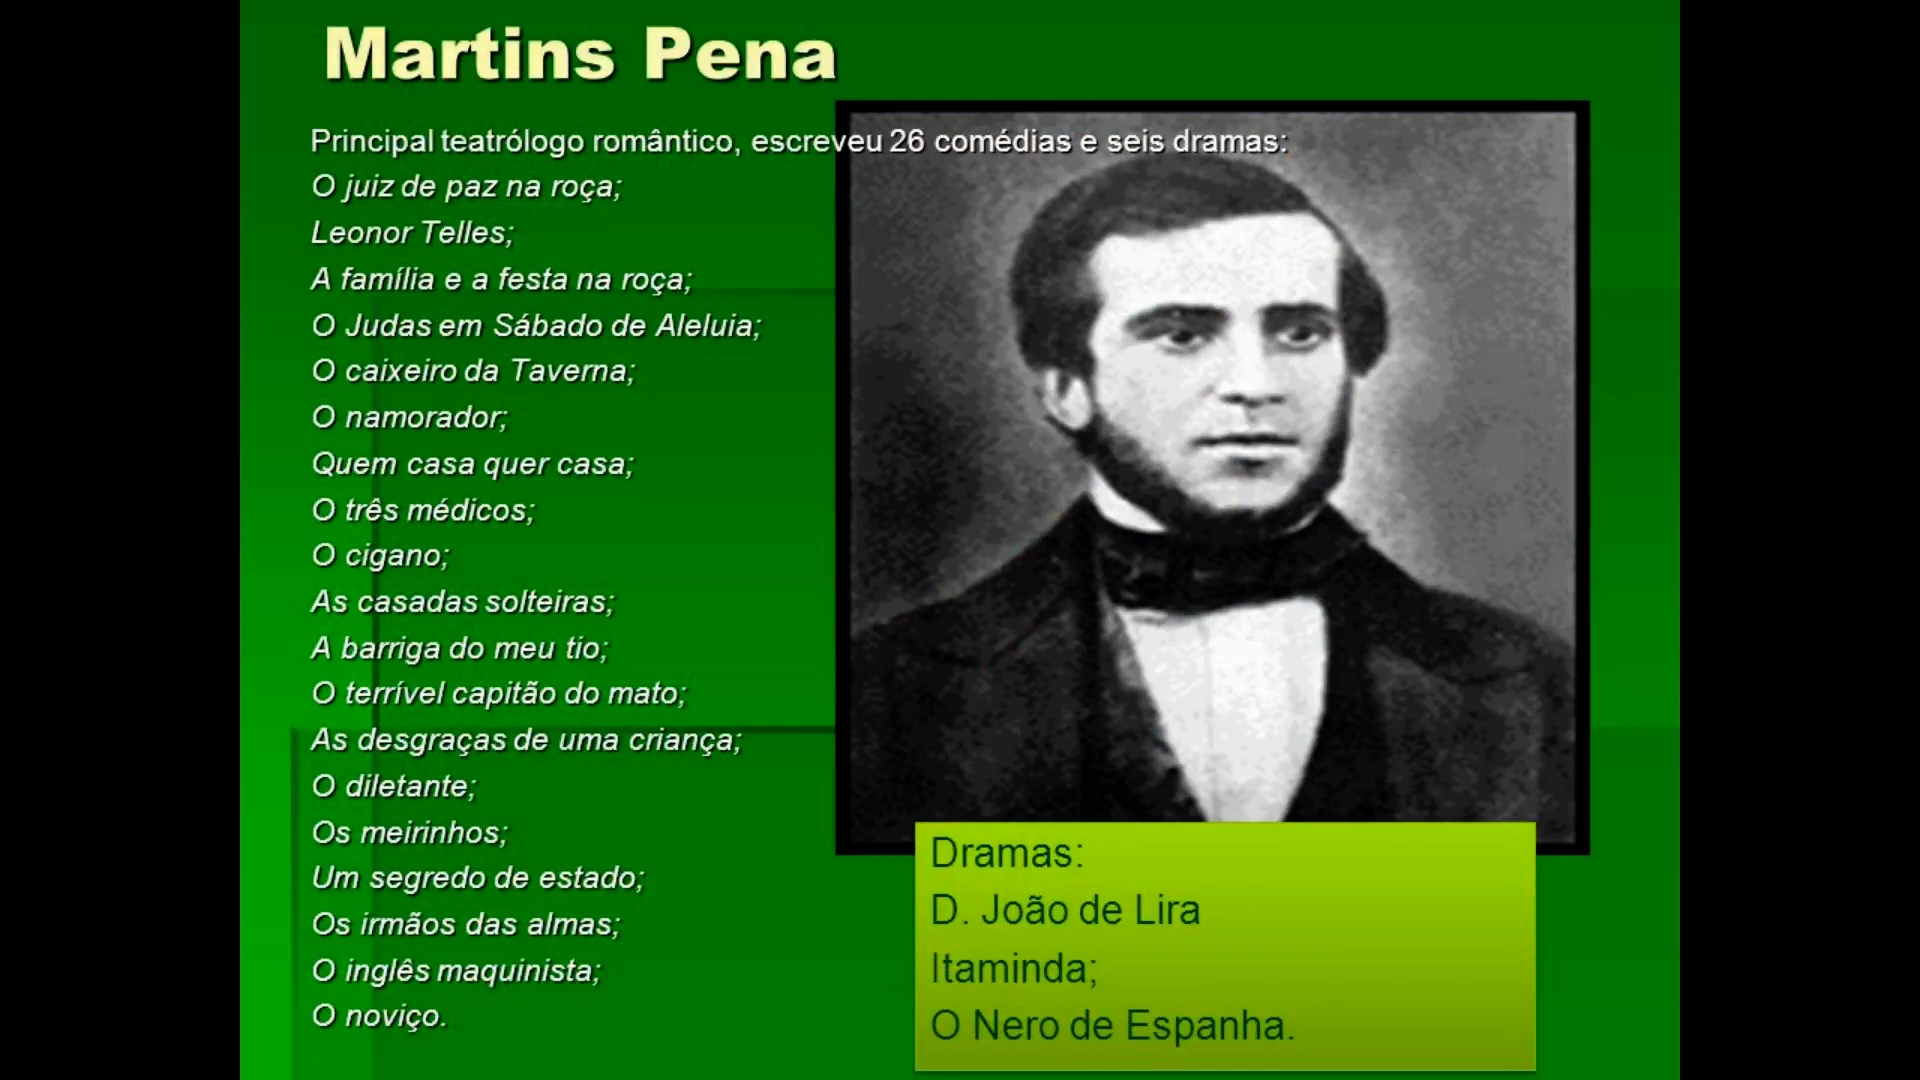 Martins Pena
Principal teatrólogo romântico, escreveu 26 comédias e seis dramas:
O juiz de paz na roça;
Leonor Telles;
A família e a festa na roça;
O Judas em Sábado de Aleluia;
O caixeiro da Taverna;
O namorador;
Quem casa quer casa;
O três médicos;
O cigano;
As casadas solteiras;
A barriga do meu tio;
O terrível capitão do mato;
As desgraças de uma criança;
O diletante;
Os meirinhos;
Um segredo de estado;
Os irmãos das almas;
O inglês maquinista;
O noviço.
Dramas:
D. João de Lira
Itaminda;
O Nero de Espanha.